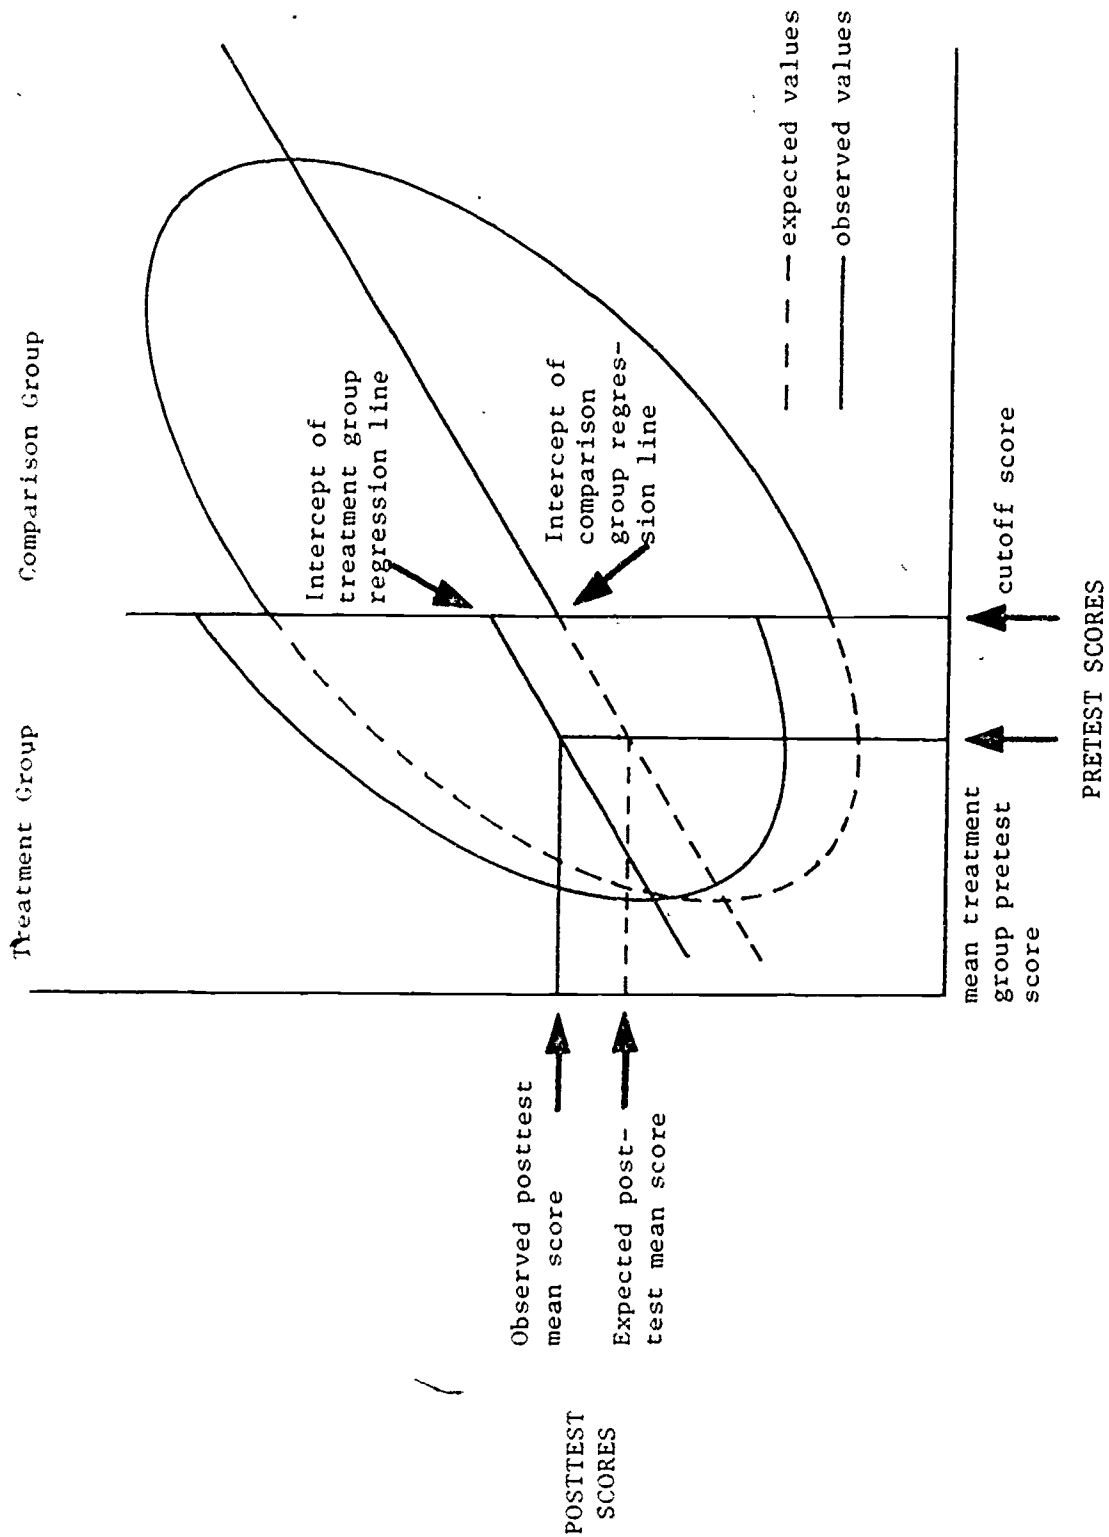 Treatment Group
Comparison Group
Intercept of
treatment group
regression line
Intercept of
comparison
group regres-
sion line
Observed posttest
mean score
Expected post-
test mean score
POSTTEST
SCORES
expected values
observed values
mean treatment
group pretest
score
cutoff score
PRETEST SCORES